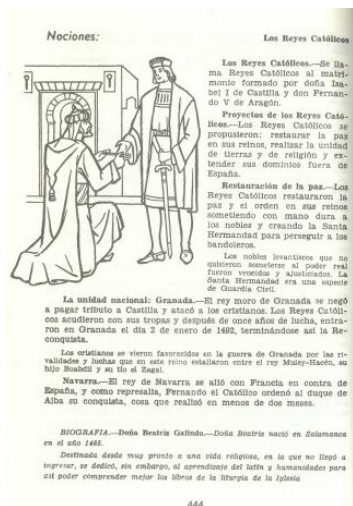 Nociones:
Los Reyes Católicos
Los Reyes Católicos.—Se lla-
ma Reyes Católicos al matri-
monio formado por doña Isa-
bel I de Castilla y don Fernan-
do V de Aragón.
Proyectos de los Reyes Cató-
licos.—Los Reyes Católicos se
propusieron: restaurar la paz
en sus reinos, realizar la unidad
de tierras y de religión y ex-
tender sus dominios fuera de
España.
Restauración de la paz.—Los
Reyes Católicos restauraron la
paz y el orden en sus reinos
sometiendo con mano dura a
los nobles y creando la Santa
Hermandad para perseguir a los
bandoleros.
Los nobles levantiscos que no
quisieron someterse al poder real
fueron vencidos y ajusticiados. La
Santa Hermandad era una especie
de Guardia Civil.
La unidad nacional: Granada.—El rey moro de Granada se negó
a pagar tributo a Castilla y atacó a los cristianos. Los Reyes Católi-
cos acudieron con sus tropas y después de once años de lucha, entra-
ron en Granada el día 2 de enero de 1492, terminándose así la Re-
conquista.
Los cristianos se vieron favorecidos en la guerra de Granada por las ri-
validades y luchas que en este reino estallaron entre el rey Muley-Hacén, su
hijo Boabdil y su tío el Zagal.
Navarra.—El rey de Navarra se alió con Francia en contra de
España, y como represalia, Fernando el Católico ordenó al duque de
Alba su conquista, cosa que realizó en menos de dos meses.
BIOGRAFIA.—Doña Beatriz Galindo.—Doña Beatriz nació en Salamanca
en el año 1465.
Destinada desde muy pronto a una vida religiosa, en la que no llegó a
ingresar, se dedicó, sin embargo, al aprendizaje del latín y humanidades para
así poder comprender mejor los libros de la liturgia de la Iglesia